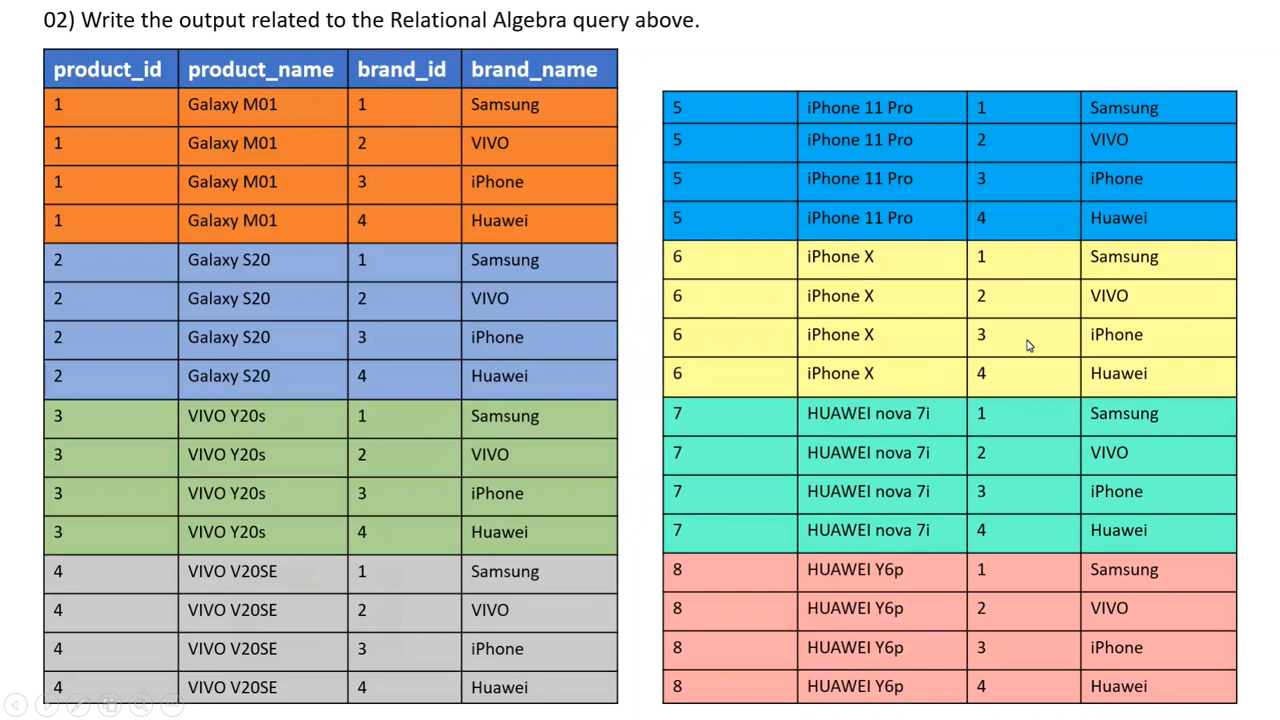 02) Write the output related to the Relational Algebra query above.
product_id product_name brand_id brand_name
1 Galaxy M01 1 Samsung
1 Galaxy M01 2 VIVO
1 Galaxy M01 3 iPhone
1 Galaxy M01 4 Huawei
2 Galaxy S20 1 Samsung
2 Galaxy S20 2 VIVO
2 Galaxy S20 3 iPhone
2 Galaxy S20 4 Huawei
3 VIVO Y20s 1 Samsung
3 VIVO Y20s 2 VIVO
3 VIVO Y20s 3 iPhone
3 VIVO Y20s 4 Huawei
4 VIVO V20SE 1 Samsung
4 VIVO V20SE 2 VIVO
4 VIVO V20SE 3 iPhone
4 VIVO V20SE 4 Huawei
5 iPhone 11 Pro 1 Samsung
5 iPhone 11 Pro 2 VIVO
5 iPhone 11 Pro 3 iPhone
5 iPhone 11 Pro 4 Huawei
6 iPhone X 1 Samsung
6 iPhone X 2 VIVO
6 iPhone X 3 iPhone
6 iPhone X 4 Huawei
7 HUAWEI nova 7i 1 Samsung
7 HUAWEI nova 7i 2 VIVO
7 HUAWEI nova 7i 3 iPhone
7 HUAWEI nova 7i 4 Huawei
8 HUAWEI Y6p 1 Samsung
8 HUAWEI Y6p 2 VIVO
8 HUAWEI Y6p 3 iPhone
8 HUAWEI Y6p 4 Huawei